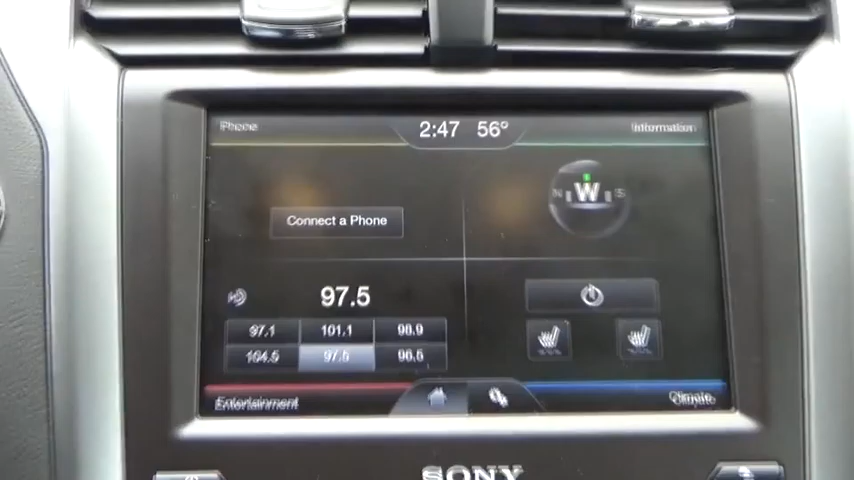 Phone 2:47 56° Information
N W S
Connect a Phone
97.5
97.1 101.1 98.9
104.5 97.5 96.5
Entertainment Climate
SONY